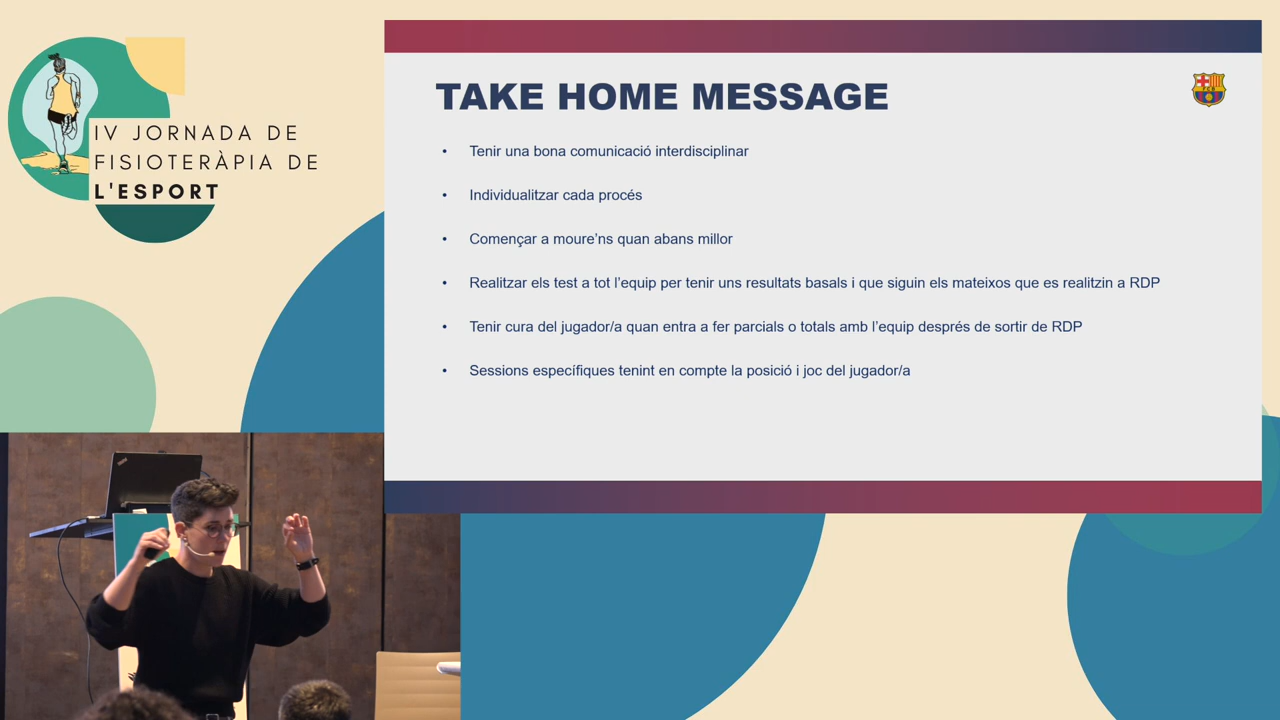 IV JORNADA DE
FISIOTERÀPIA DE
L'ESPORT
TAKE HOME MESSAGE
• Tenir una bona comunicació interdisciplinar
• Individualitzar cada procés
• Començar a moure’ns quan abans millor
• Realitzar els test a tot l’equip per tenir uns resultats basals i que siguin els mateixos que es realitzin a RDP
• Tenir cura del jugador/a quan entra a fer parcials o totals amb l’equip després de sortir de RDP
• Sessions específiques tenint en compte la posició i joc del jugador/a
FCB